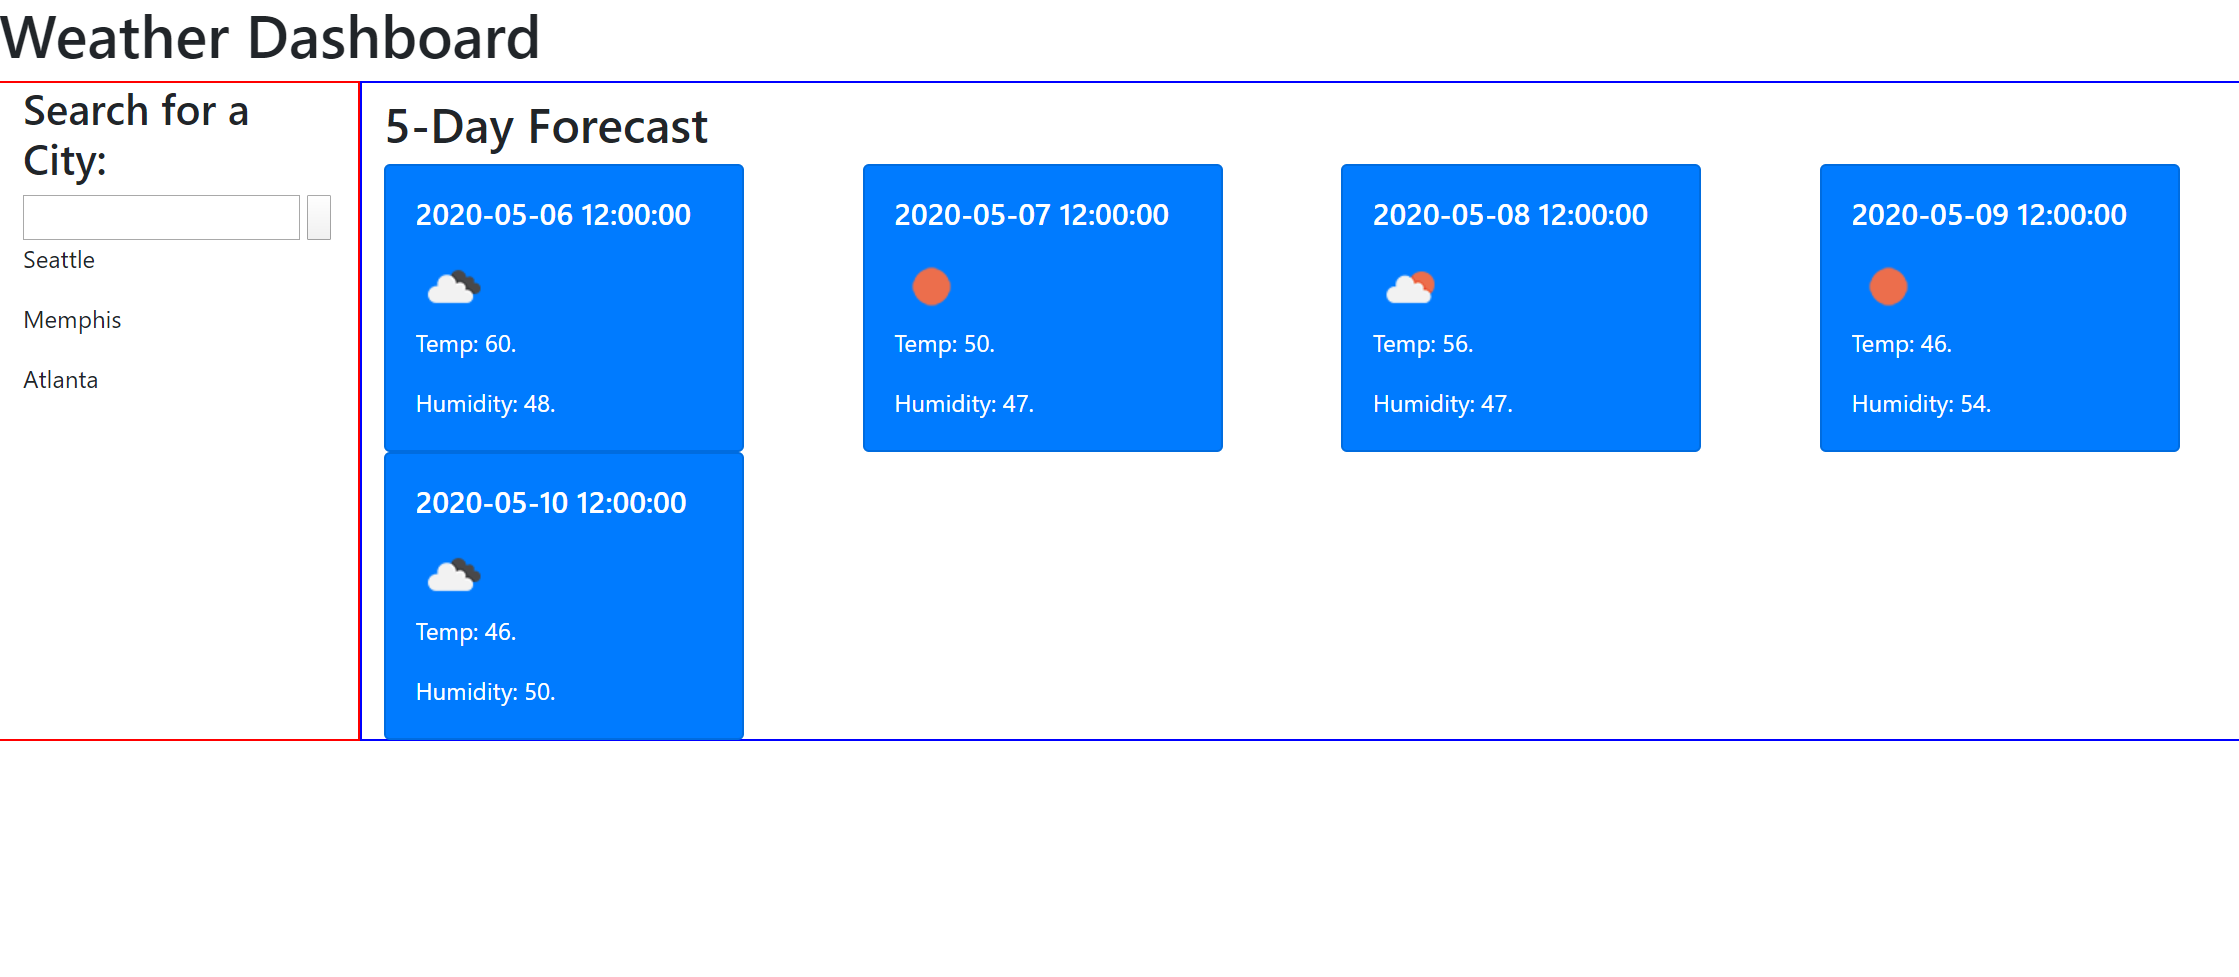 Weather Dashboard
Search for a
City:
Seattle
Memphis
Atlanta
5-Day Forecast
2020-05-06 12:00:00
Temp: 60.
Humidity: 48.
2020-05-07 12:00:00
Temp: 50.
Humidity: 47.
2020-05-08 12:00:00
Temp: 56.
Humidity: 47.
2020-05-09 12:00:00
Temp: 46.
Humidity: 54.
2020-05-10 12:00:00
Temp: 46.
Humidity: 50.